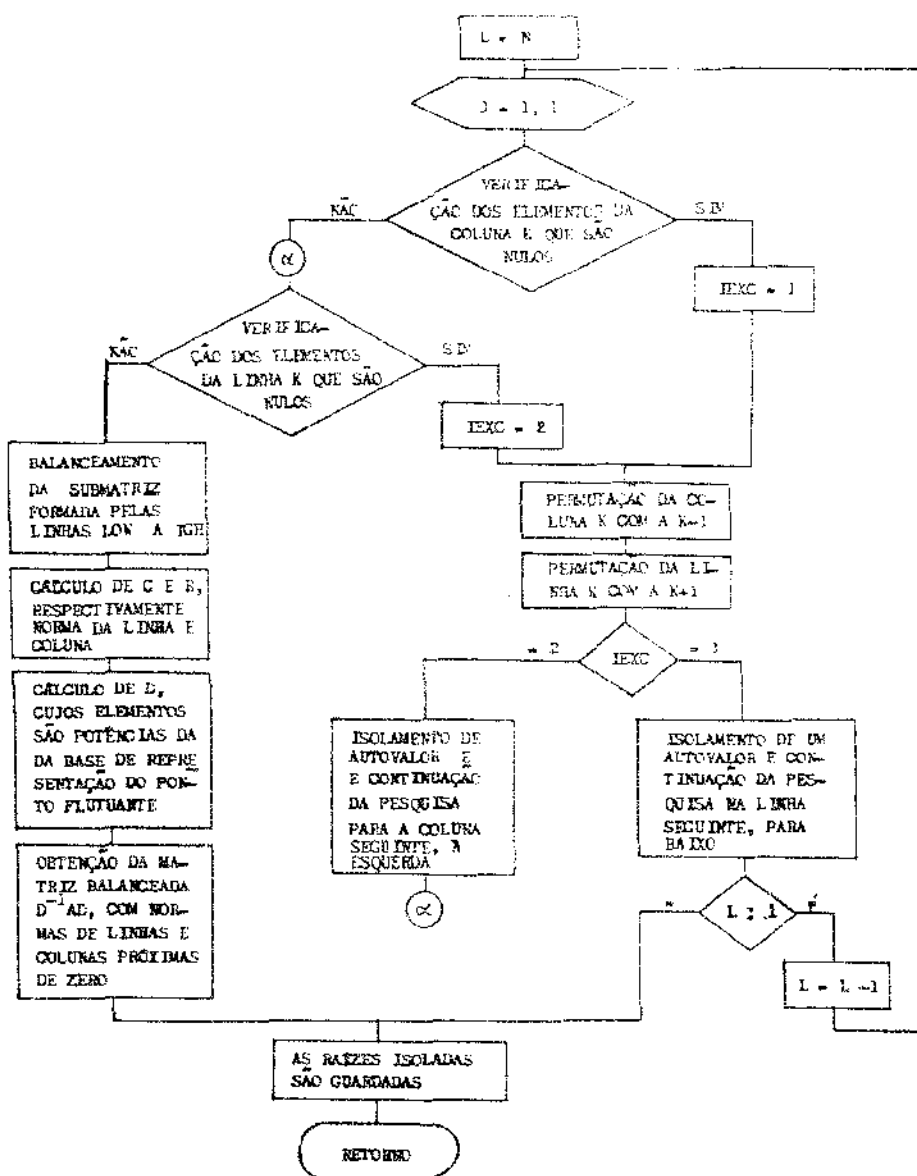 L = N
J = 1, 1
VERIFICA-
ÇÃO DOS ELEMENTOS DA
COLUNA K QUE SÃO
NULOS
NÃO
SIM
α
IEXC = 1
VERIFICA-
ÇÃO DOS ELEMENTOS
DA LINHA K QUE SÃO
NULOS
NÃO
SIM
IEXC = 2
BALANCEAMENTO
DA SUBMATRIZ
FORMADA PELAS
LINHAS LOW A IGH
PERMUTAÇÃO DA CO-
LUNA K COM A K-1
PERMUTAÇÃO DA LI-
NHA K COM A K+1
CÁLCULO DE C E R,
RESPECTIVAMENTE
NORMA DA LINHA E
COLUNA
= 2
IEXC
= 1
CÁLCULO DE D,
CUJOS ELEMENTOS
SÃO POTÊNCIAS DA
DA BASE DE REPRE
SENTAÇÃO DO PON-
TO FLUTUANTE
ISOLAMENTO DE
AUTOVALOR E
E CONTINUAÇÃO
DA PESQUISA
PARA A COLUNA
SEGUINTE, À
ESQUERDA
ISOLAMENTO DE UM
AUTOVALOR E CON-
TINUAÇÃO DA PES-
QUISA NA LINHA
SEGUINTE, PARA
BAIXO
α
OBTENÇÃO DA MA-
TRIZ BALANCEADA
D⁻¹AD, COM NOR-
MAS DE LINHAS E
COLUNAS PRÓXIMAS
DE ZERO
=
L : 1
≠
L = L -1
AS RAÍZES ISOLADAS
SÃO GUARDADAS
RETORNO